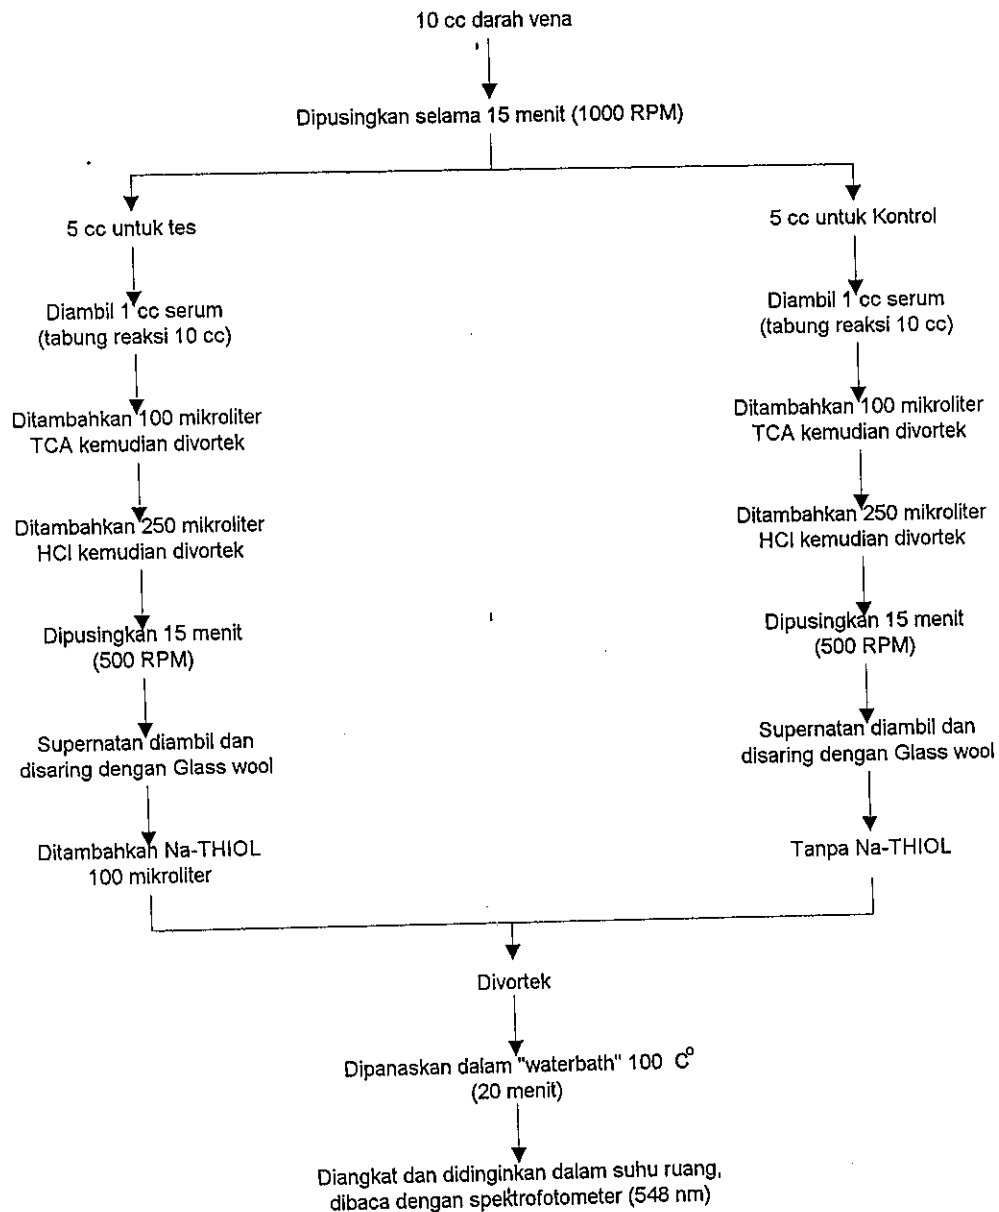 10 cc darah vena
Dipusingkan selama 15 menit (1000 RPM)
5 cc untuk tes
Diambil 1 cc serum
(tabung reaksi 10 cc)
Ditambahkan 100 mikroliter
TCA kemudian divortek
Ditambahkan 250 mikroliter
HCl kemudian divortek
Dipusingkan 15 menit
(500 RPM)
Supernatan diambil dan
disaring dengan Glass wool
Ditambahkan Na-THIOL
100 mikroliter
5 cc untuk Kontrol
Diambil 1 cc serum
(tabung reaksi 10 cc)
Ditambahkan 100 mikroliter
TCA kemudian divortek
Ditambahkan 250 mikroliter
HCl kemudian divortek
Dipusingkan 15 menit
(500 RPM)
Supernatan diambil dan
disaring dengan Glass wool
Tanpa Na-THIOL
Divortek
Dipanaskan dalam "waterbath" 100 C°
(20 menit)
Diangkat dan didinginkan dalam suhu ruang,
dibaca dengan spektrofotometer (548 nm)